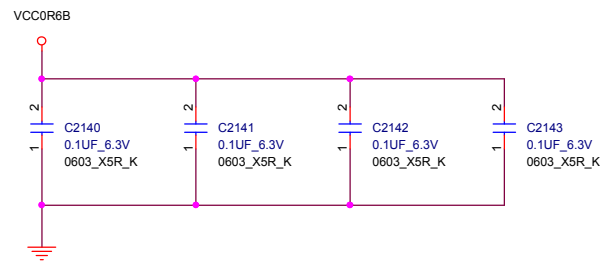 VCC0R6B
2 2 2 2
C2140 C2141 C2142 C2143
0.1UF_6.3V 0.1UF_6.3V 0.1UF_6.3V 0.1UF_6.3V
1 1 1 1
0603_X5R_K 0603_X5R_K 0603_X5R_K 0603_X5R_K